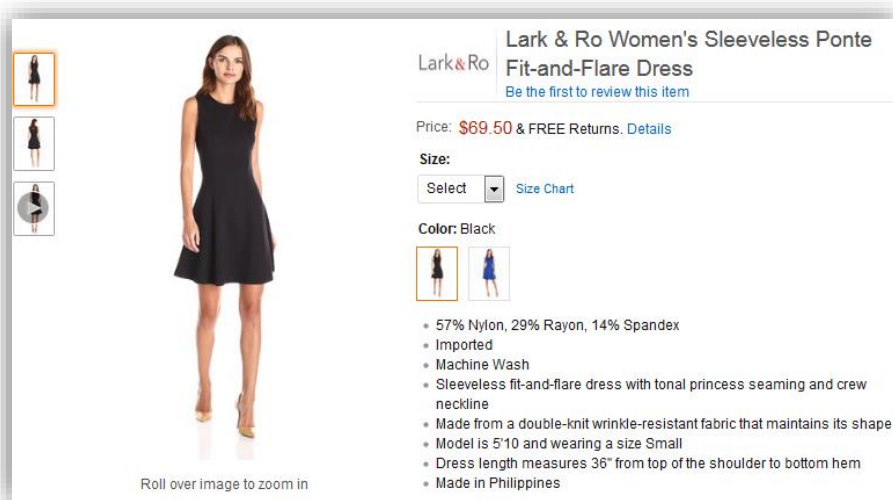 Lark & Ro Women's Sleeveless Ponte
Lark&Ro
Fit-and-Flare Dress
Be the first to review this item
Price: $69.50 & FREE Returns. Details
Size:
Select
Size Chart
Color: Black
57% Nylon, 29% Rayon, 14% Spandex
Imported
Machine Wash
Sleeveless fit-and-flare dress with tonal princess seaming and crew
neckline
Made from a double-knit wrinkle-resistant fabric that maintains its shape
Model is 5'10 and wearing a size Small
Dress length measures 36" from top of the shoulder to bottom hem
Made in Philippines
Roll over image to zoom in